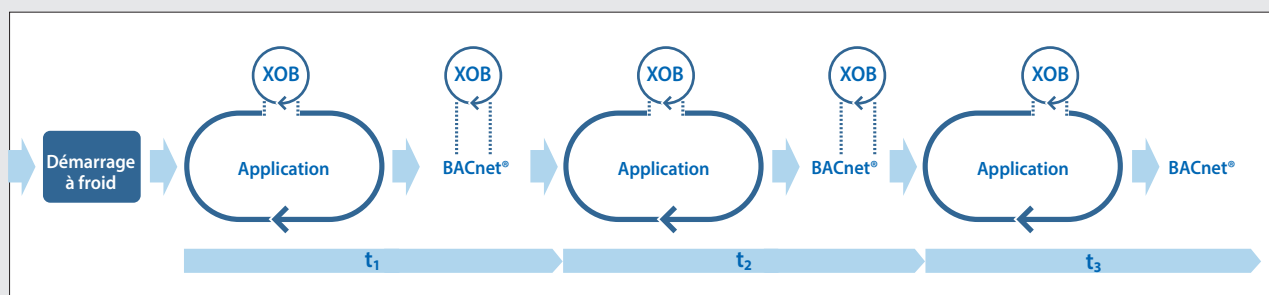 XOB
XOB
XOB
XOB
XOB
Démarrage
à froid
Application
BACnet®
Application
BACnet®
Application
BACnet®
t₁
t₂
t₃